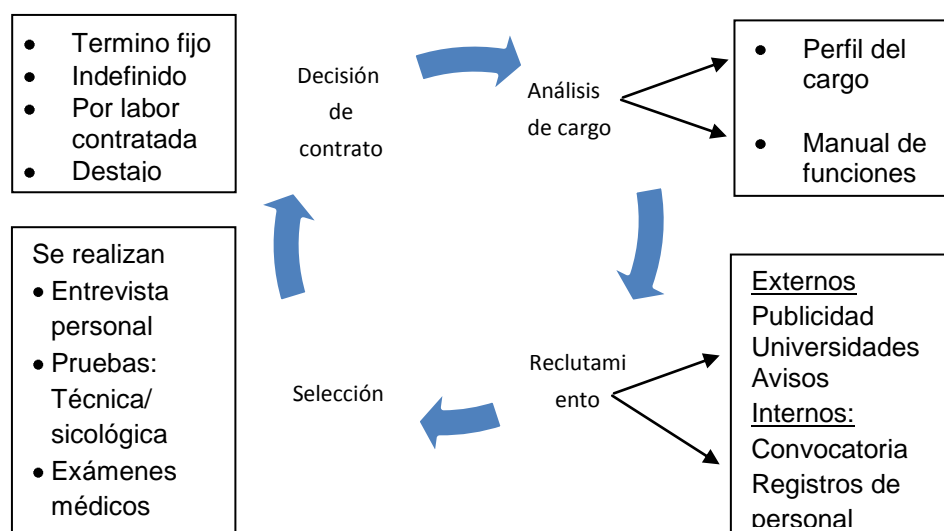 • Termino fijo
• Indefinido
• Por labor
contratada
• Destajo
Decisión
de
contrato
Análisis
de cargo
• Perfil del
cargo
• Manual de
funciones
Se realizan
• Entrevista
personal
• Pruebas:
Técnica/
sicológica
• Exámenes
médicos
Selección
Reclutami
ento
Externos
Publicidad
Universidades
Avisos
Internos:
Convocatoria
Registros de
personal